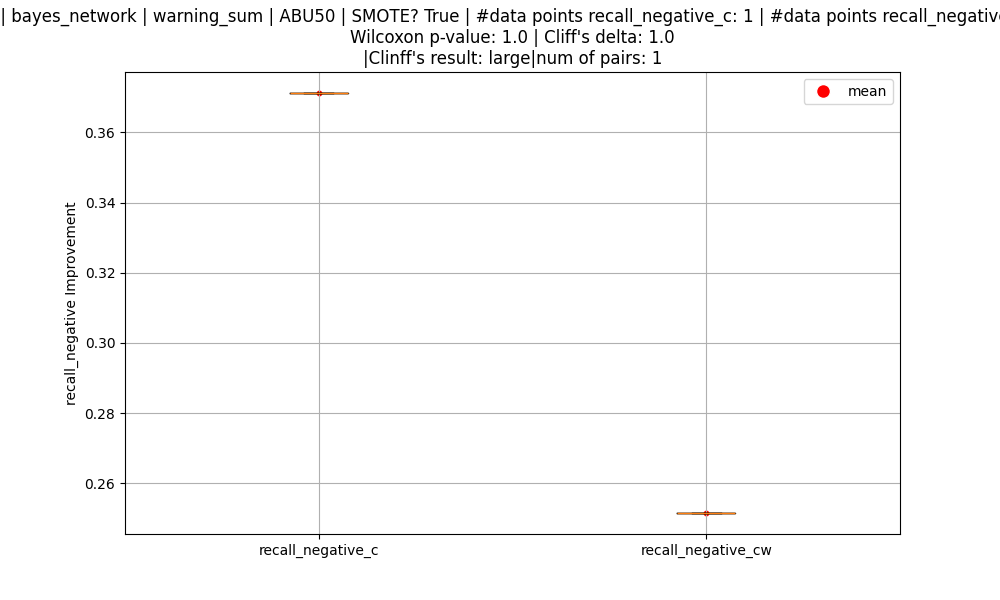 | bayes_network | warning_sum | ABU50 | SMOTE? True | #data points recall_negative_c: 1 | #data points
Wilcoxon p-value: 1.0 | Cliff's delta: 1.0
|Clinff's result: large|num of pairs: 1
mean
recall_negative Improvement
0.36
0.34
0.32
0.30
0.28
0.26
recall_negative_c
recall_negative_cw